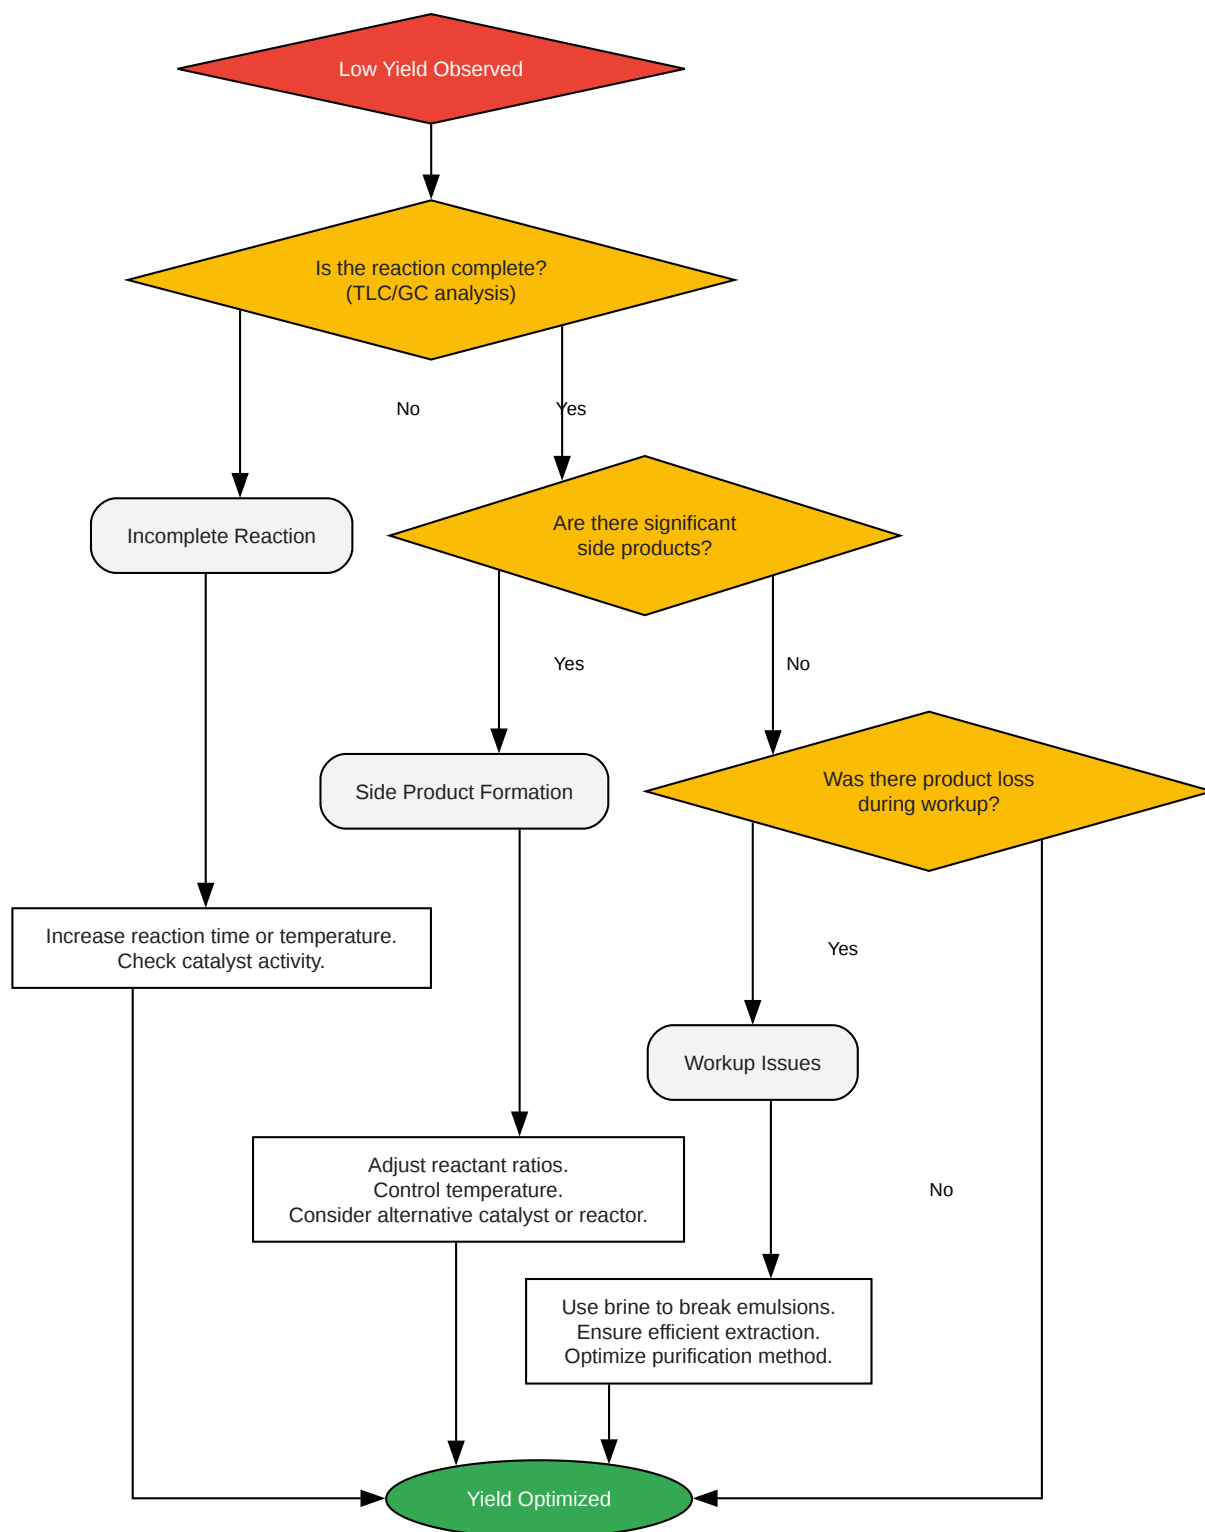 Low Yield Observed
Is the reaction complete?
(TLC/GC analysis)
No
Yes
Incomplete Reaction
Are there significant
side products?
Yes
No
Side Product Formation
Was there product loss
during workup?
Increase reaction time or temperature.
Check catalyst activity.
Yes
Workup Issues
Adjust reactant ratios.
Control temperature.
Consider alternative catalyst or reactor.
No
Use brine to break emulsions.
Ensure efficient extraction.
Optimize purification method.
Yield Optimized